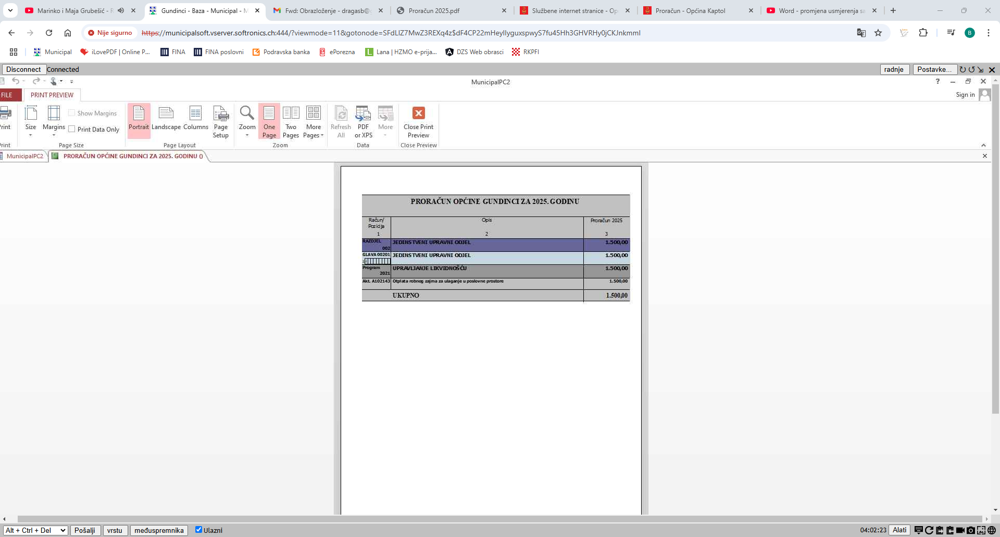 Marinko i Maja Grubešić - R
Gundinci - Baza - Municipal - M
Fwd: Obrazloženje - dragasb@
Proračun 2025.pdf
Službene internet stranice - Op
Proračun - Općina Kaptol
Word - promjena usmjerenja sa
Nije sigurno
https://municipalsoft.vserver.softronics.ch:444/?viewmode=11&gotonode=
B
Municipal
iLovePDF | Online P...
FINA
FINA poslovni
Podravska banka
ePorezna
Lana | HZMO e-prija...
DZS Web obrasci
RKPFI
Disconnect Connected
radnje
Postavke...
MunicipalPC2
FILE
PRINT PREVIEW
Sign in
Print
Size
Margins
Show Margins
Print Data Only
Portrait
Landscape
Columns
Page Setup
Zoom
One Page
Two Pages
More Pages
Refresh All
PDF or XPS
More
Close Print Preview
Print
Page Size
Page Layout
Zoom
Data
Close Preview
MunicipalPC2
PRORAČUN OPĆINE GUNDINCI ZA 2025. GODINU ()
PRORAČUN OPĆINE GUNDINCI ZA 2025. GODINU
Račun/ Pozicija
Opis
Proračun 2025
1
2
3
RAZDJEL 002
JEDINSTVENI UPRAVNI ODJEL
1.500,00
GLAVA 00201
JEDINSTVENI UPRAVNI ODJEL
1.500,00
Program 2021
UPRAVLJANJE LIKVIDNOŠĆU
1.500,00
Akt. A102143
Otplata robnog zajma za ulaganje u poslovne prostore
1.500,00
UKUPNO
1.500,00
Alt + Ctrl + Del
Pošalji
vrstu
međuspremnika
Ulazni
04:02:23
Alati